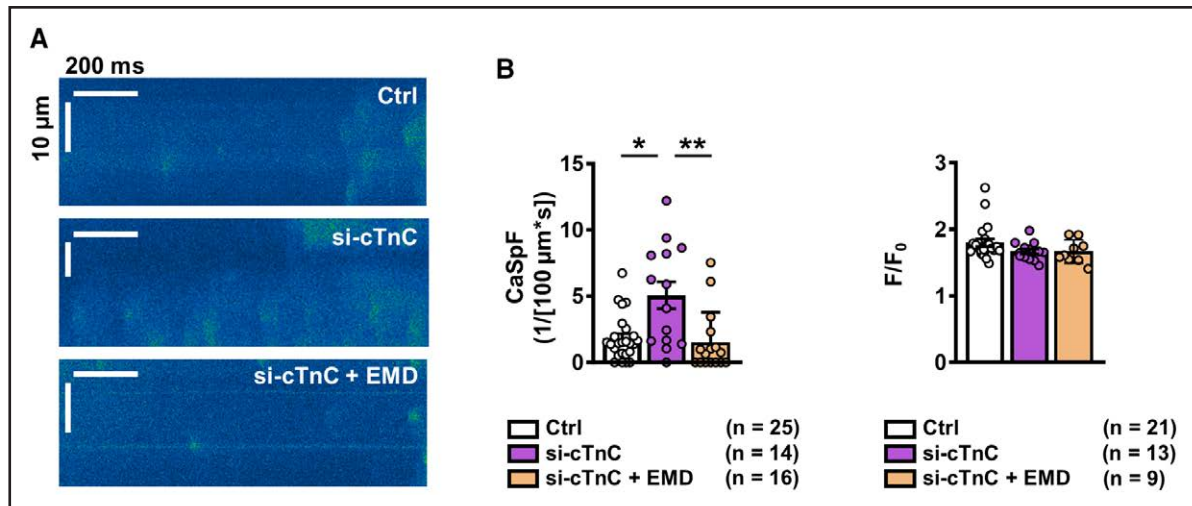 A
200 ms
10 µm
Ctrl
si-cTnC
si-cTnC + EMD
B
* **
CaSpF
(1/[100 µm*s])
15
10
5
0
Ctrl (n = 25)
si-cTnC (n = 14)
si-cTnC + EMD (n = 16)
F/F0
3
2
1
0
Ctrl (n = 21)
si-cTnC (n = 13)
si-cTnC + EMD (n = 9)